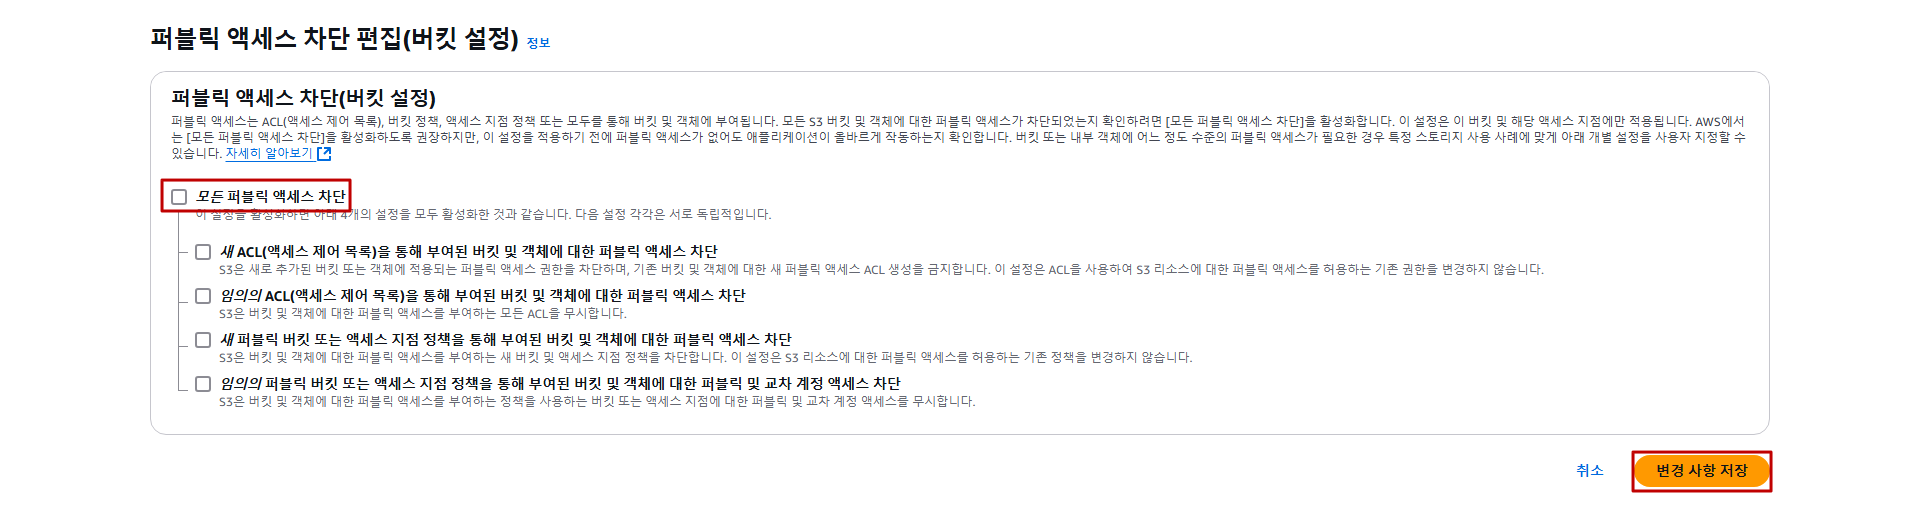 퍼블릭 액세스 차단 편집(버킷 설정) 정보
퍼블릭 액세스 차단(버킷 설정)
퍼블릭 액세스는 ACL(액세스 제어 목록), 버킷 정책, 액세스 지점 정책 또는 모두를 통해 버킷 및 객체에 부여됩니다. 모든 S3 버킷 및 객체에 대한 퍼블릭 액세스가 차단되었는지 확인하려면 [모든 퍼블릭 액세스 차단]을 활성화합니다. 이 설정은 이 버킷 및 해당 액세스 지점에만 적용됩니다. AWS에서
는 [모든 퍼블릭 액세스 차단]을 활성화하도록 권장하지만, 이 설정을 적용하기 전에 퍼블릭 액세스가 없어도 애플리케이션이 올바르게 작동하는지 확인합니다. 버킷 또는 내부 객체에 어느 정도 수준의 퍼블릭 액세스가 필요한 경우 특정 스토리지 사용 사례에 맞게 아래 개별 설정을 사용자 지정할 수
있습니다. 자세히 알아보기
모든 퍼블릭 액세스 차단
이 설정을 활성화하면 아래 4개의 설정을 모두 활성화한 것과 같습니다. 다음 설정 각각은 서로 독립적입니다.
새 ACL(액세스 제어 목록)을 통해 부여된 버킷 및 객체에 대한 퍼블릭 액세스 차단
S3은 새로 추가된 버킷 또는 객체에 적용되는 퍼블릭 액세스 권한을 차단하며, 기존 버킷 및 객체에 대한 새 퍼블릭 액세스 ACL 생성을 금지합니다. 이 설정은 ACL을 사용하여 S3 리소스에 대한 퍼블릭 액세스를 허용하는 기존 권한을 변경하지 않습니다.
임의의 ACL(액세스 제어 목록)을 통해 부여된 버킷 및 객체에 대한 퍼블릭 액세스 차단
S3은 버킷 및 객체에 대한 퍼블릭 액세스를 부여하는 모든 ACL을 무시합니다.
새 퍼블릭 버킷 또는 액세스 지점 정책을 통해 부여된 버킷 및 객체에 대한 퍼블릭 액세스 차단
S3은 버킷 및 객체에 대한 퍼블릭 액세스를 부여하는 새 버킷 및 액세스 지점 정책을 차단합니다. 이 설정은 S3 리소스에 대한 퍼블릭 액세스를 허용하는 기존 정책을 변경하지 않습니다.
임의의 퍼블릭 버킷 또는 액세스 지점 정책을 통해 부여된 버킷 및 객체에 대한 퍼블릭 및 교차 계정 액세스 차단
S3은 버킷 및 객체에 대한 퍼블릭 액세스를 부여하는 정책을 사용하는 버킷 또는 액세스 지점에 대한 퍼블릭 및 교차 계정 액세스를 무시합니다.
취소 변경 사항 저장